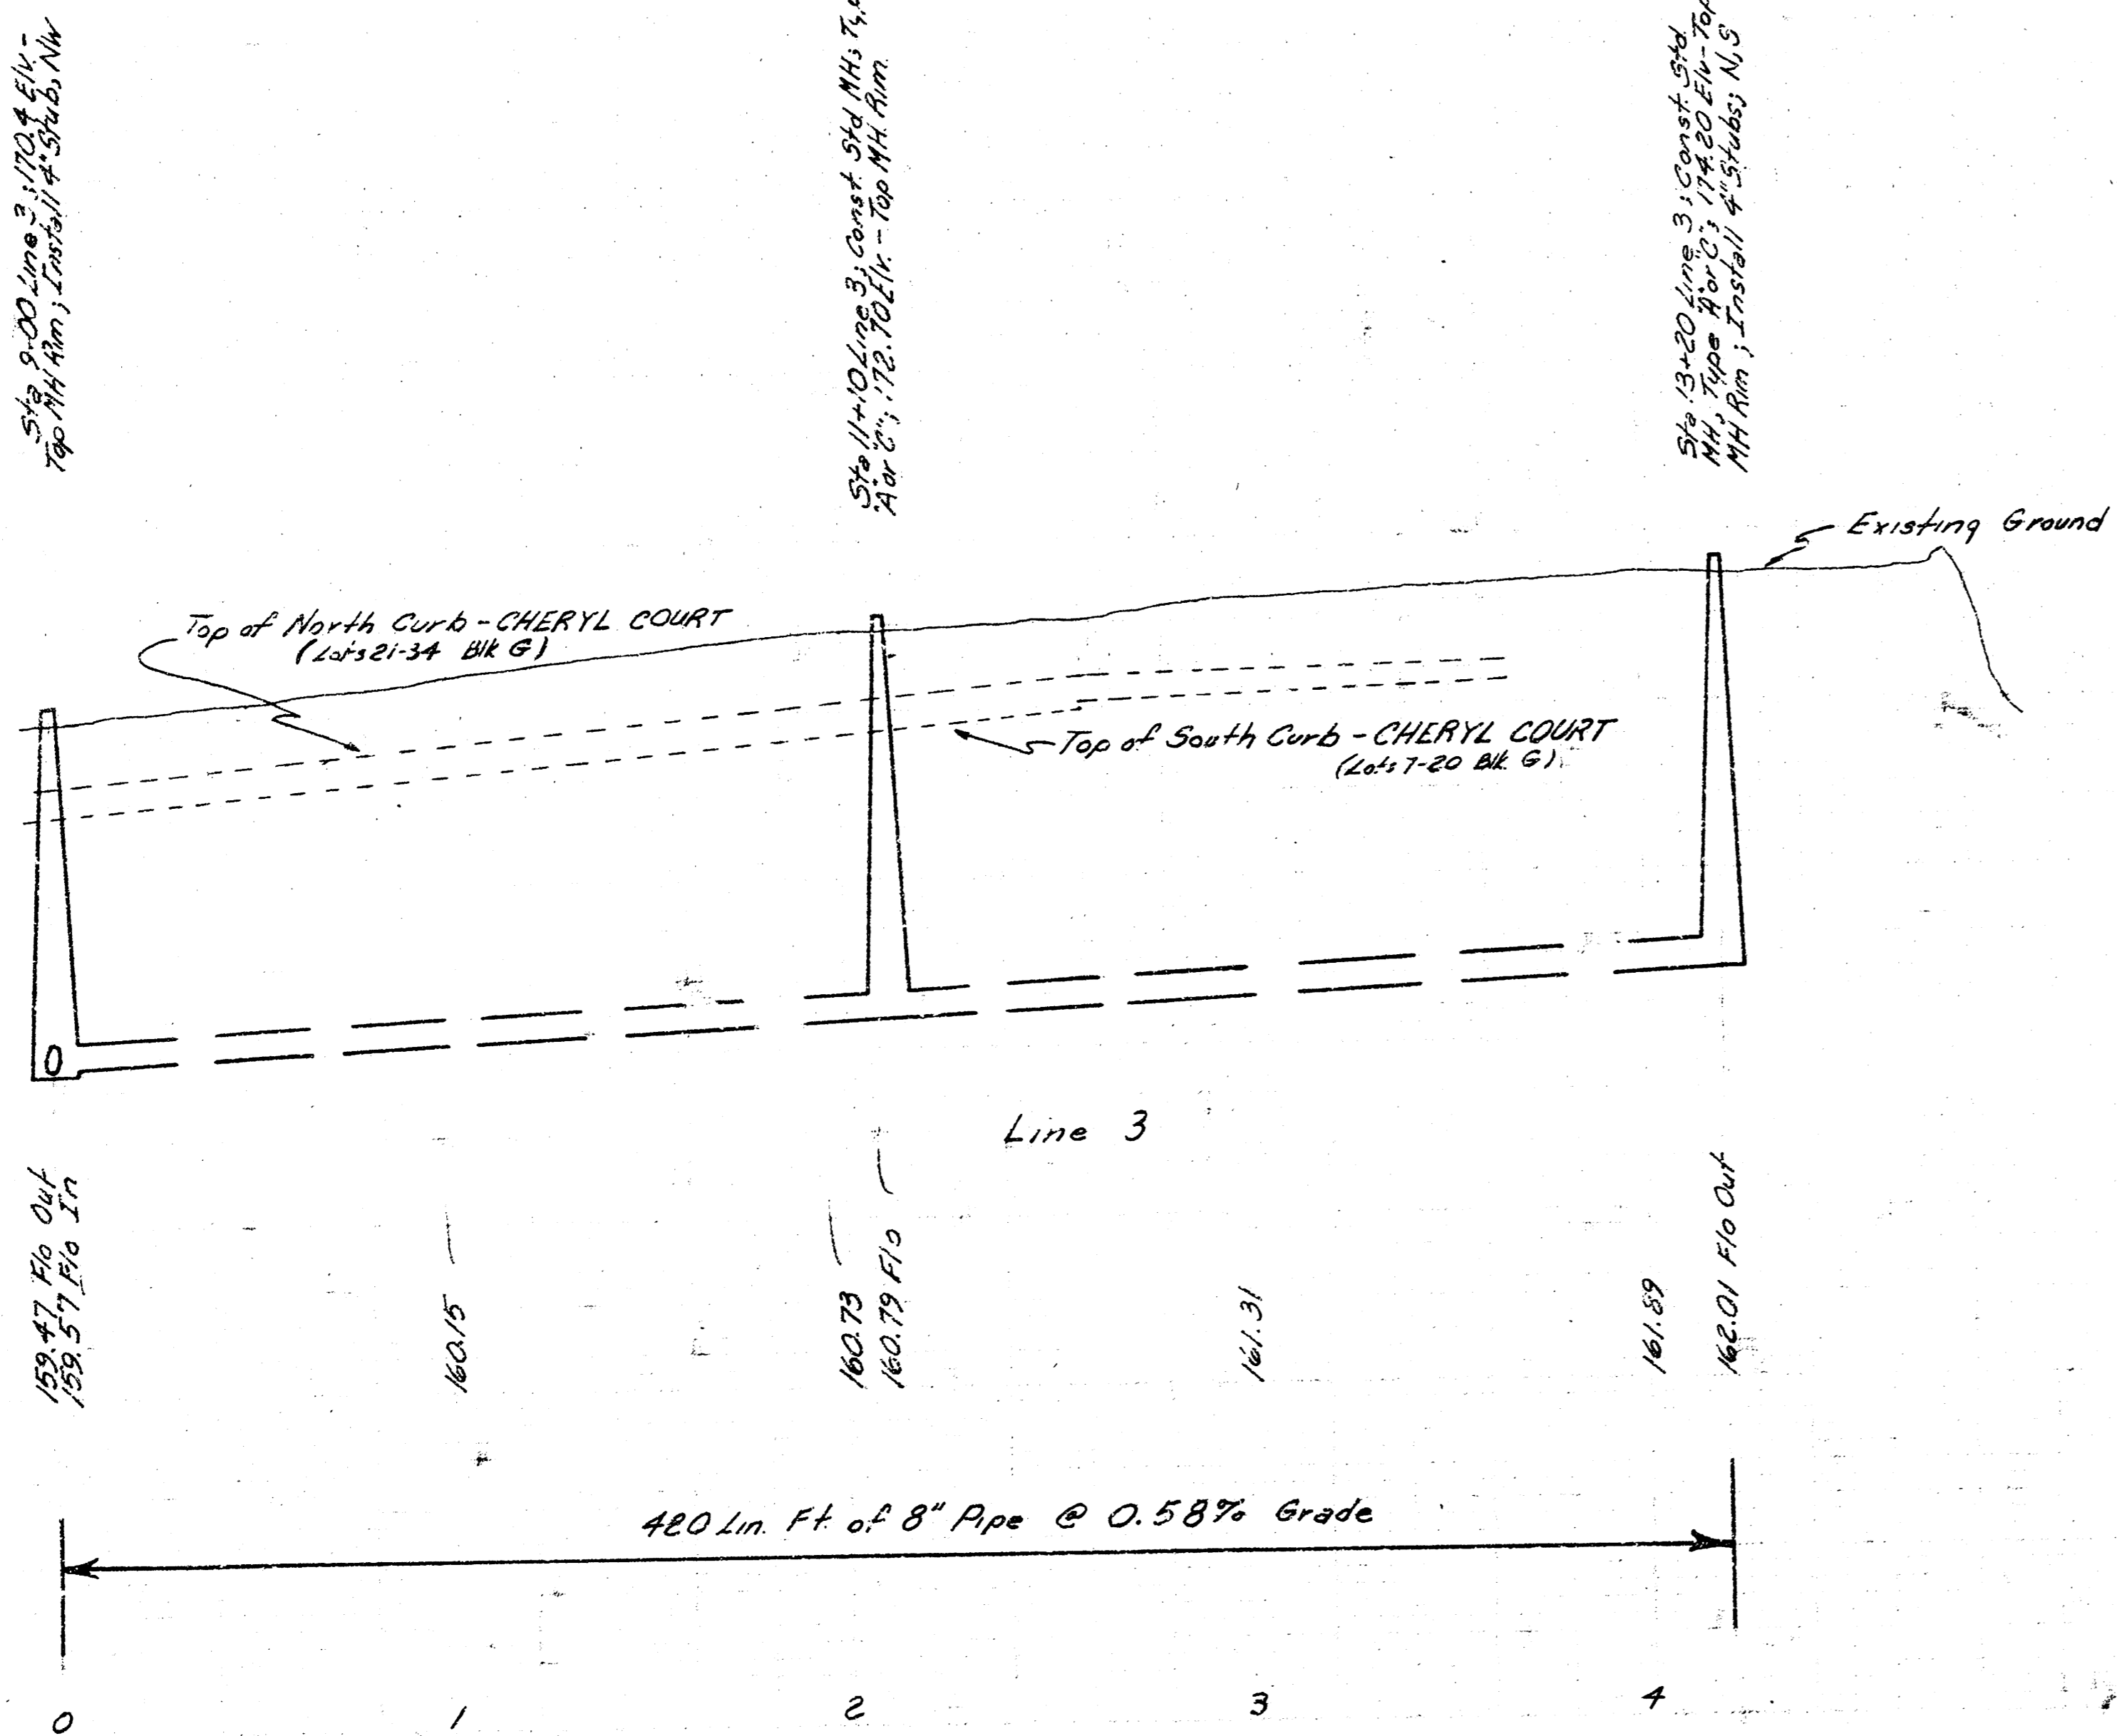 Sta 9+00 Line 3; 170.4 Elv-
Top MH Rim; Install 4" Stub, NW
Sta 11+10 Line 3; Const. Std MH; Ty
"A" or "C"; 172.70 Elv. - Top MH Rim.
Sta 13+20 Line 3; Const. Std.
MH, Type "A" or "C"; 174.20 Elv-Top
MH Rim; Install 4" Stubs; N,S
Existing Ground
Top of North Curb - CHERYL COURT
(Lots 21-34 Blk G)
Top of South Curb - CHERYL COURT
(Lots 7-20 Blk. G)
Line 3
159.47 Flo Out
159.57 Flo In
160.15
160.73
160.79 Flo
161.31
161.89
162.01 Flo Out
420 Lin. Ft. of 8" Pipe @ 0.58% Grade
0 1 2 3 4